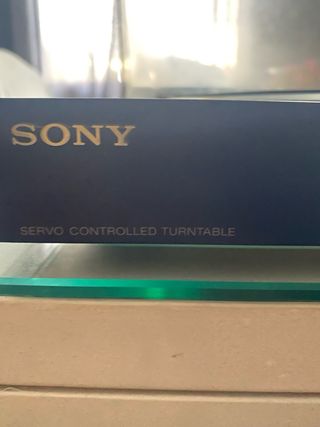 SONY
SERVO CONTROLLED TURNTABLE